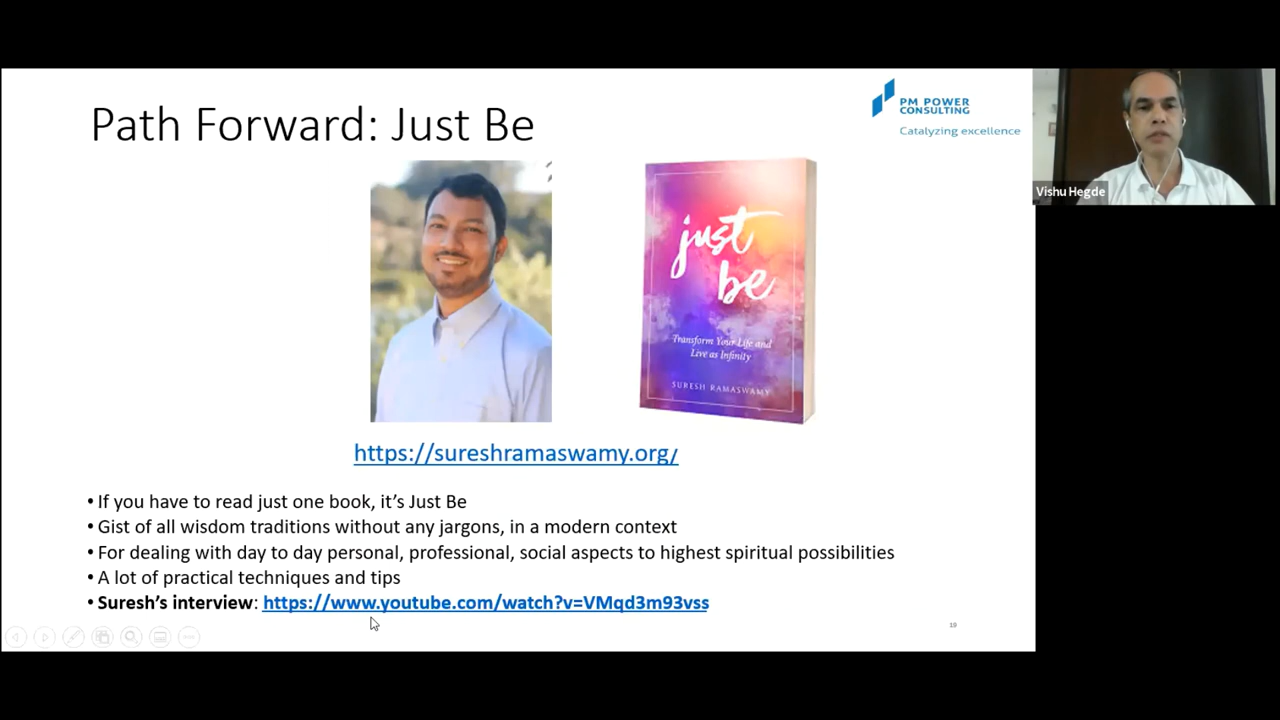 Path Forward: Just Be
PM POWER
CONSULTING
Catalyzing excellence
Vishu Hegde
just
be
Transform Your Life and
Live as Infinity
SURESH RAMASWAMY
https://sureshramaswamy.org/
• If you have to read just one book, it's Just Be
• Gist of all wisdom traditions without any jargons, in a modern context
• For dealing with day to day personal, professional, social aspects to highest spiritual possibilities
• A lot of practical techniques and tips
• Suresh's interview: https://www.youtube.com/watch?v=VMqd3m93vss
19